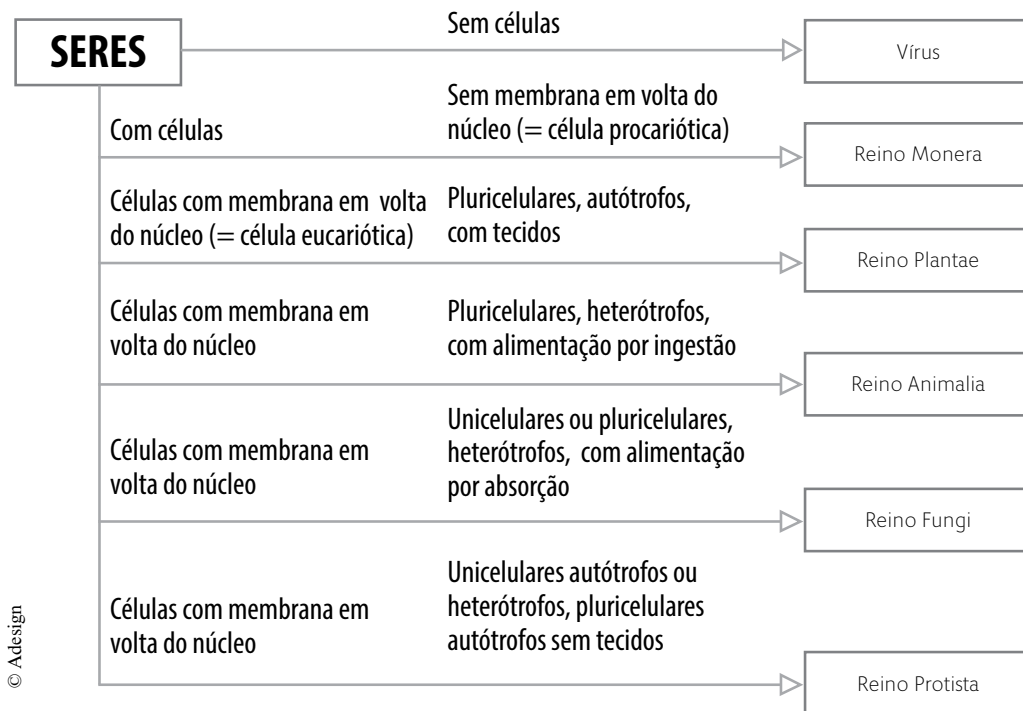 SERES
Sem células
Vírus
Com células
Sem membrana em volta do
núcleo (= célula procariótica)
Reino Monera
Células com membrana em volta
do núcleo (= célula eucariótica)
Pluricelulares, autótrofos,
com tecidos
Reino Plantae
Células com membrana em
volta do núcleo
Pluricelulares, heterótrofos,
com alimentação por ingestão
Reino Animalia
Células com membrana em
volta do núcleo
Unicelulares ou pluricelulares,
heterótrofos, com alimentação
por absorção
Reino Fungi
Células com membrana em
volta do núcleo
Unicelulares autótrofos ou
heterótrofos, pluricelulares
autótrofos sem tecidos
Reino Protista
© Adesign